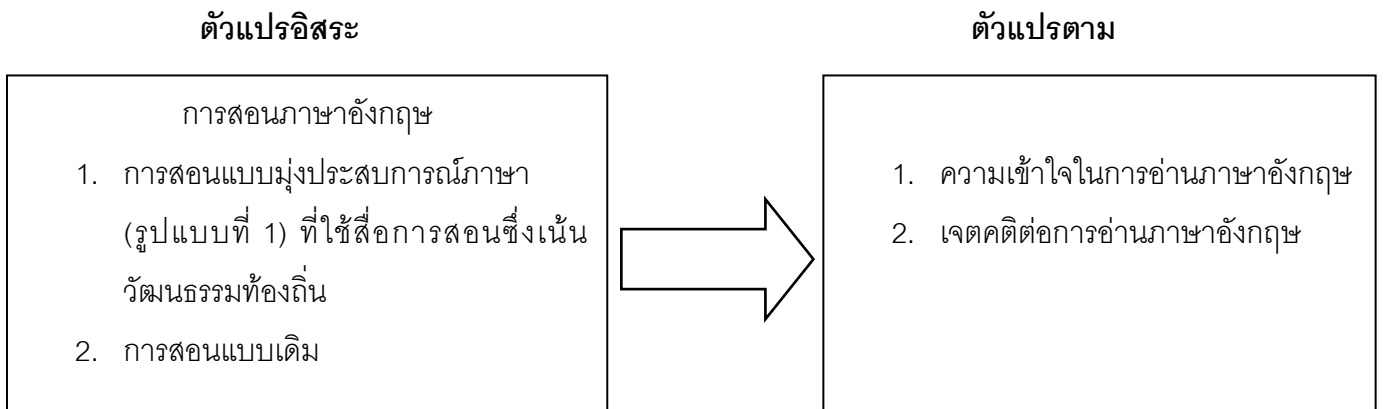 ตัวแปรอิสระ
ตัวแปรตาม
การสอนภาษาอังกฤษ
1. การสอนแบบมุ่งประสบการณ์ภาษา
(รูปแบบที่ 1) ที่ใช้สื่อการสอนซึ่งเน้น
วัฒนธรรมท้องถิ่น
2. การสอนแบบเดิม
1. ความเข้าใจในการอ่านภาษาอังกฤษ
2. เจตคติต่อการอ่านภาษาอังกฤษ